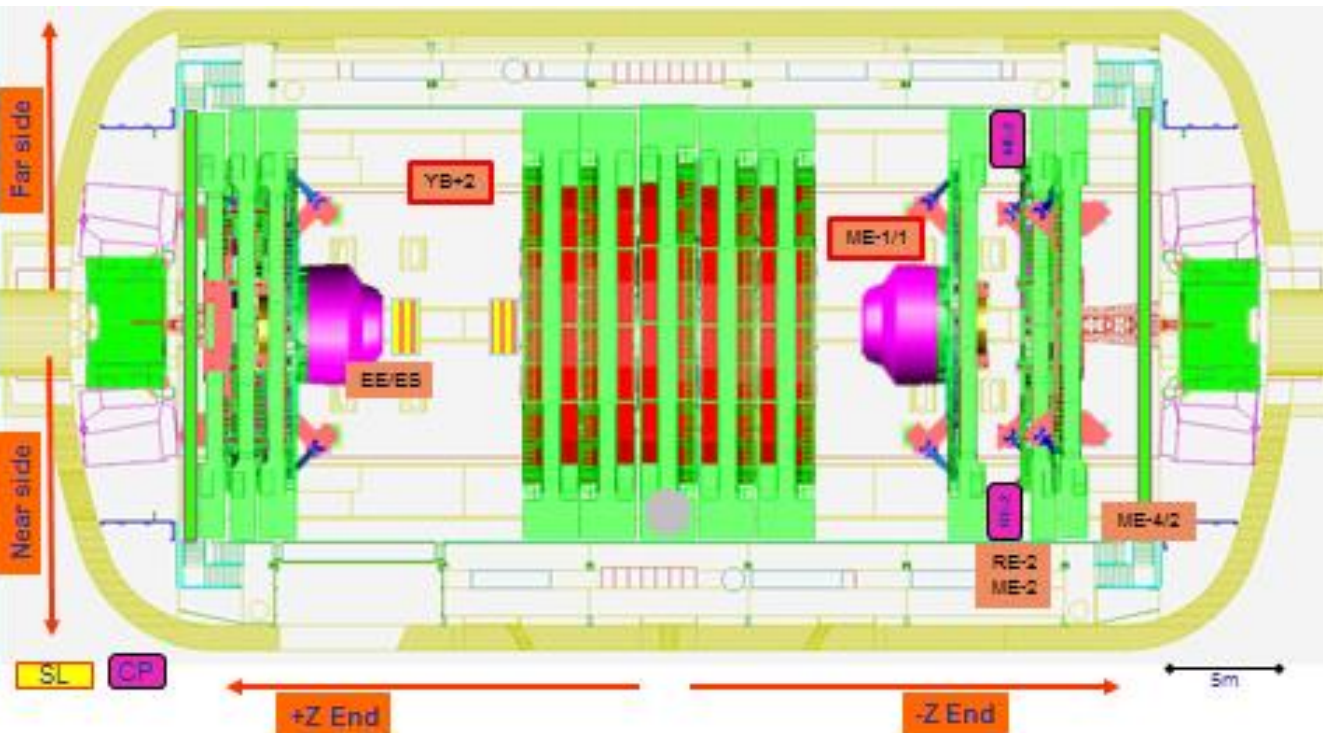 Far side
YB+2
ME-1/1
EE/ES
Near side
ME-4/2
RE-2
ME-2
SL
CP
5m
+Z End
-Z End